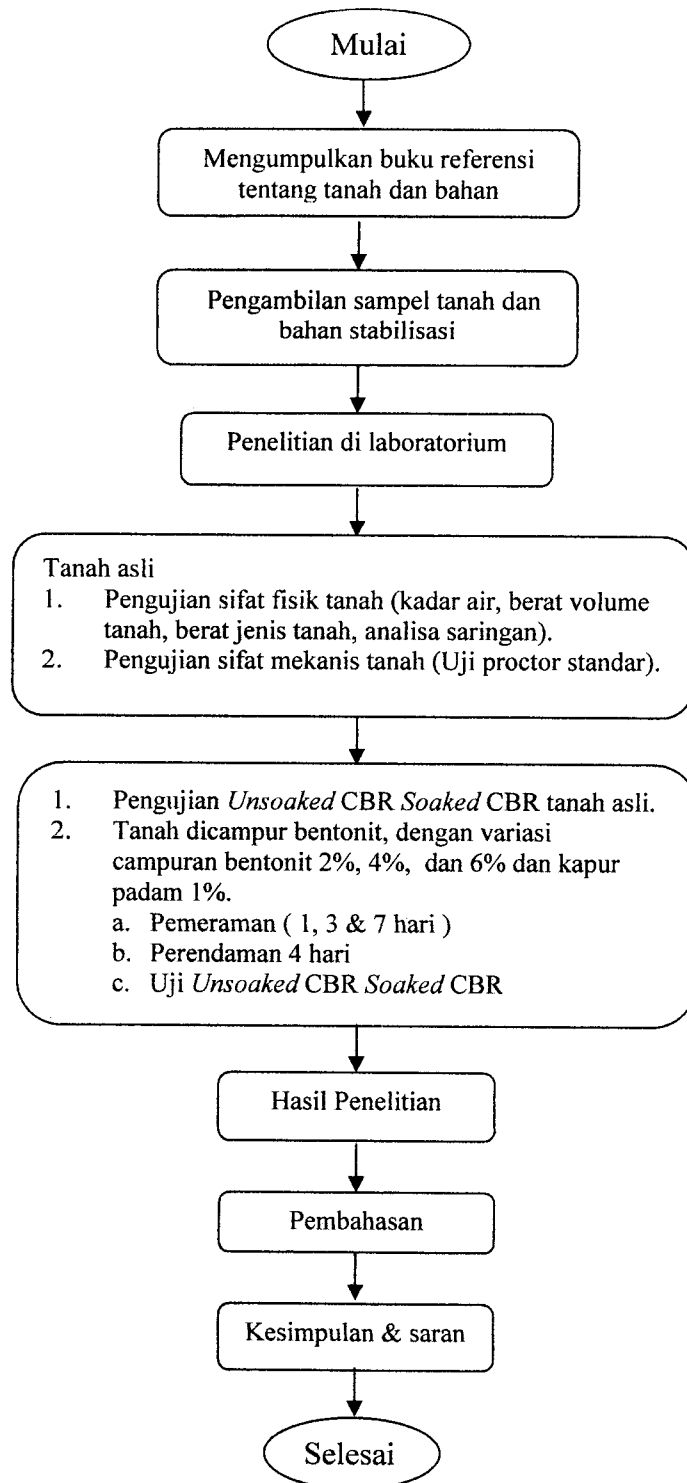 Mulai
Mengumpulkan buku referensi
tentang tanah dan bahan
Pengambilan sampel tanah dan
bahan stabilisasi
Penelitian di laboratorium
Tanah asli
1. Pengujian sifat fisik tanah (kadar air, berat volume
tanah, berat jenis tanah, analisa saringan).
2. Pengujian sifat mekanis tanah (Uji proctor standar).
1. Pengujian Unsoaked CBR Soaked CBR tanah asli.
2. Tanah dicampur bentonit, dengan variasi
campuran bentonit 2%, 4%, dan 6% dan kapur
padam 1%.
a. Pemeraman ( 1, 3 & 7 hari )
b. Perendaman 4 hari
c. Uji Unsoaked CBR Soaked CBR
Hasil Penelitian
Pembahasan
Kesimpulan & saran
Selesai